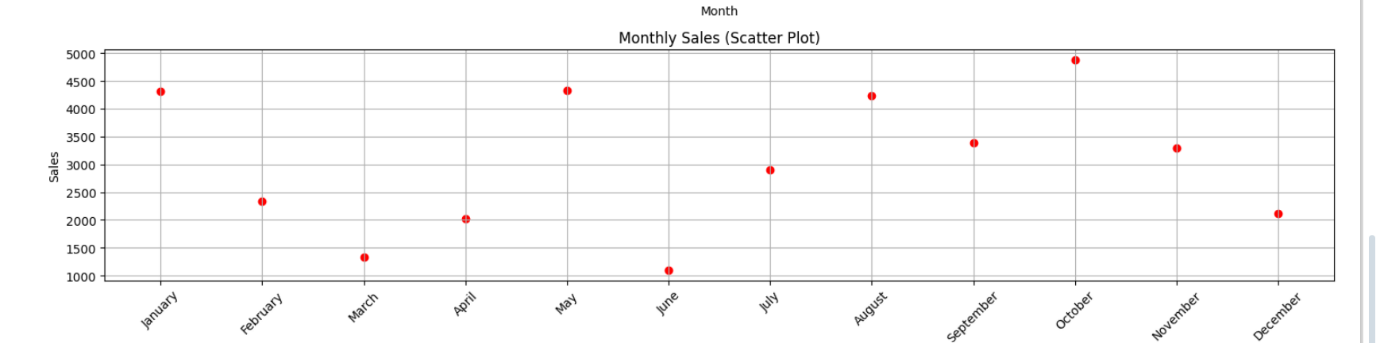 Month
Monthly Sales (Scatter Plot)
5000
4500
4000
3500
3000
2500
2000
1500
1000
Sales
January
February
March
April
May
June
July
August
September
October
November
December